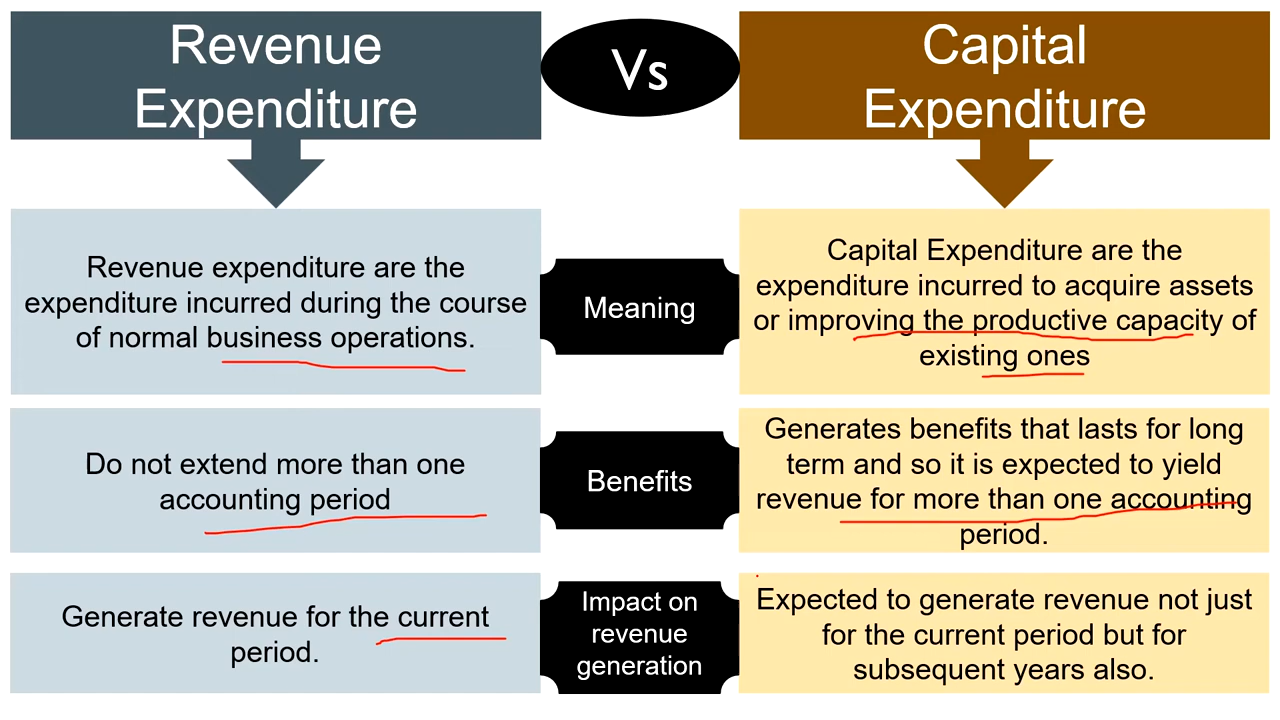 Revenue
Expenditure
Vs
Capital
Expenditure
Revenue expenditure are the
expenditure incurred during the course
of normal business operations.
Meaning
Capital Expenditure are the
expenditure incurred to acquire assets
or improving the productive capacity of
existing ones
Do not extend more than one
accounting period
Benefits
Generates benefits that lasts for long
term and so it is expected to yield
revenue for more than one accounting
period.
Generate revenue for the current
period.
Impact on
revenue
generation
Expected to generate revenue not just
for the current period but for
subsequent years also.